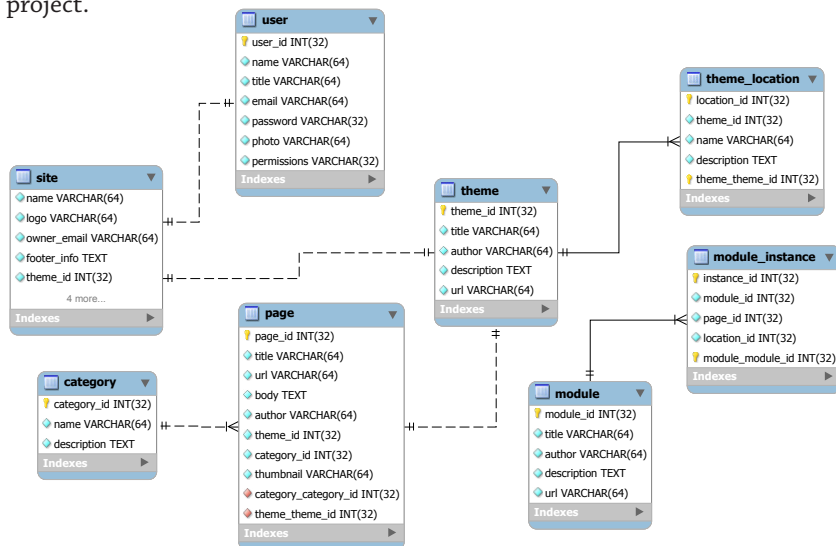 project.
user
user_id INT(32)
name VARCHAR(64)
title VARCHAR(64)
email VARCHAR(64)
password VARCHAR(32)
photo VARCHAR(64)
permissions VARCHAR(32)
Indexes
site
name VARCHAR(64)
logo VARCHAR(64)
owner_email VARCHAR(64)
footer_info TEXT
theme_id INT(32)
4 more...
Indexes
theme
theme_id INT(32)
title VARCHAR(64)
author VARCHAR(64)
description TEXT
url VARCHAR(64)
Indexes
theme_location
location_id INT(32)
theme_id INT(32)
name VARCHAR(64)
description TEXT
theme_theme_id INT(32)
Indexes
module_instance
instance_id INT(32)
module_id INT(32)
page_id INT(32)
location_id INT(32)
module_module_id INT(32)
Indexes
page
page_id INT(32)
title VARCHAR(64)
url VARCHAR(64)
body TEXT
author VARCHAR(64)
theme_id INT(32)
category_id INT(32)
thumbnail VARCHAR(64)
category_category_id INT(32)
theme_theme_id INT(32)
Indexes
category
category_id INT(32)
name VARCHAR(64)
description TEXT
Indexes
module
module_id INT(32)
title VARCHAR(64)
author VARCHAR(64)
description TEXT
url VARCHAR(64)
Indexes